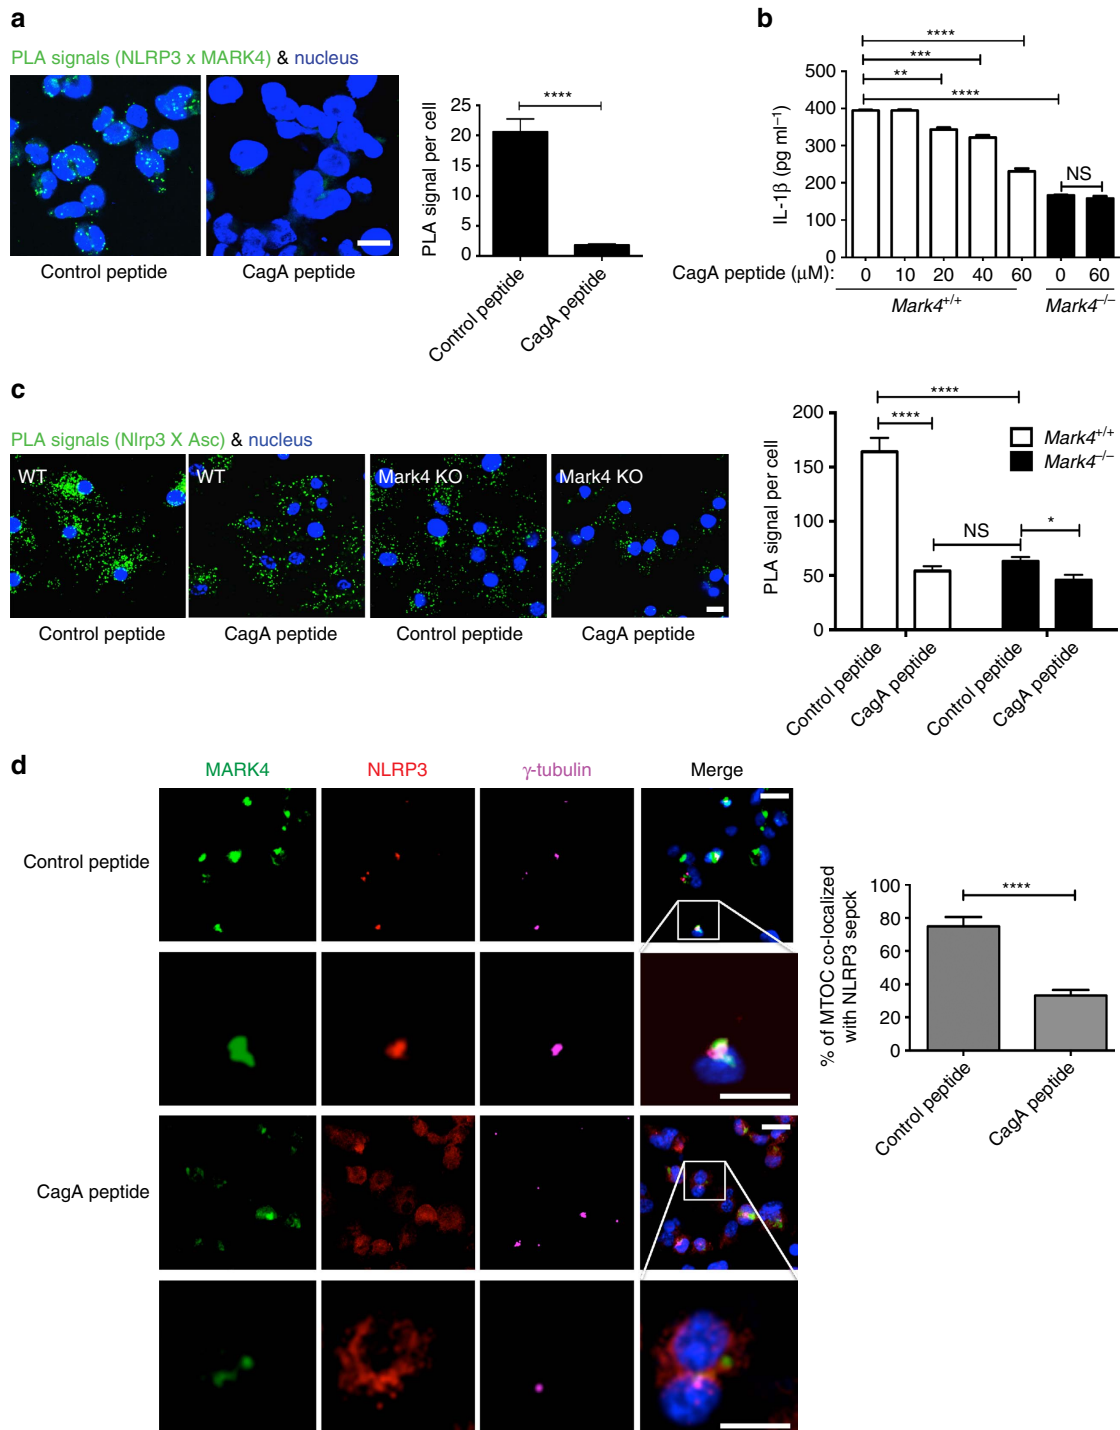 a
PLA signals (NLRP3 x MARK4) & nucleus
Control peptide
CagA peptide
PLA signal per cell
25
20
15
10
5
0
****
Control peptide
CagA peptide
b
****
***
**
****
NS
IL-1β (pg ml⁻¹)
500
400
300
200
100
0
CagA peptide (μM):
0 10 20 40 60 0 60
Mark4⁺/⁺ Mark4⁻/⁻
c
PLA signals (Nlrp3 X Asc) & nucleus
WT
WT
Mark4 KO
Mark4 KO
Control peptide
CagA peptide
Control peptide
CagA peptide
PLA signal per cell
200
150
100
50
0
****
****
NS
*
Mark4⁺/⁺
Mark4⁻/⁻
Control peptide
CagA peptide
Control peptide
CagA peptide
d
MARK4 NLRP3 γ-tubulin Merge
Control peptide
CagA peptide
% of MTOC co-localized
with NLRP3 sepck
100
80
60
40
20
0
****
Control peptide
CagA peptide